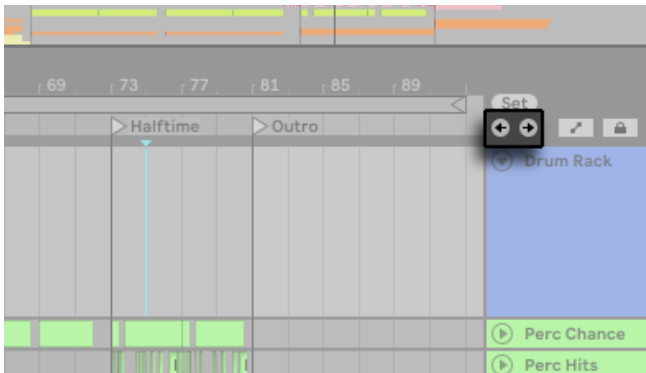 69 73 77 81 85 89
Set
Halftime Outro
Drum Rack
Perc Chance
Perc Hits